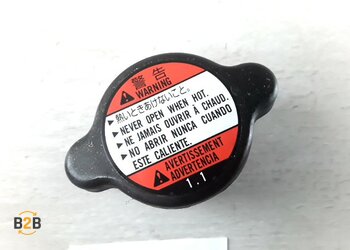 警告
WARNING
熱いときあけないこと。
NEVER OPEN WHEN HOT.
NE JAMAIS OUVRIR À CHAUD.
NO ABRIR NUNCA CUANDO
ESTE CALIENTE.
AVERTISSEMENT
ADVERTENCIA
1.1
B2B